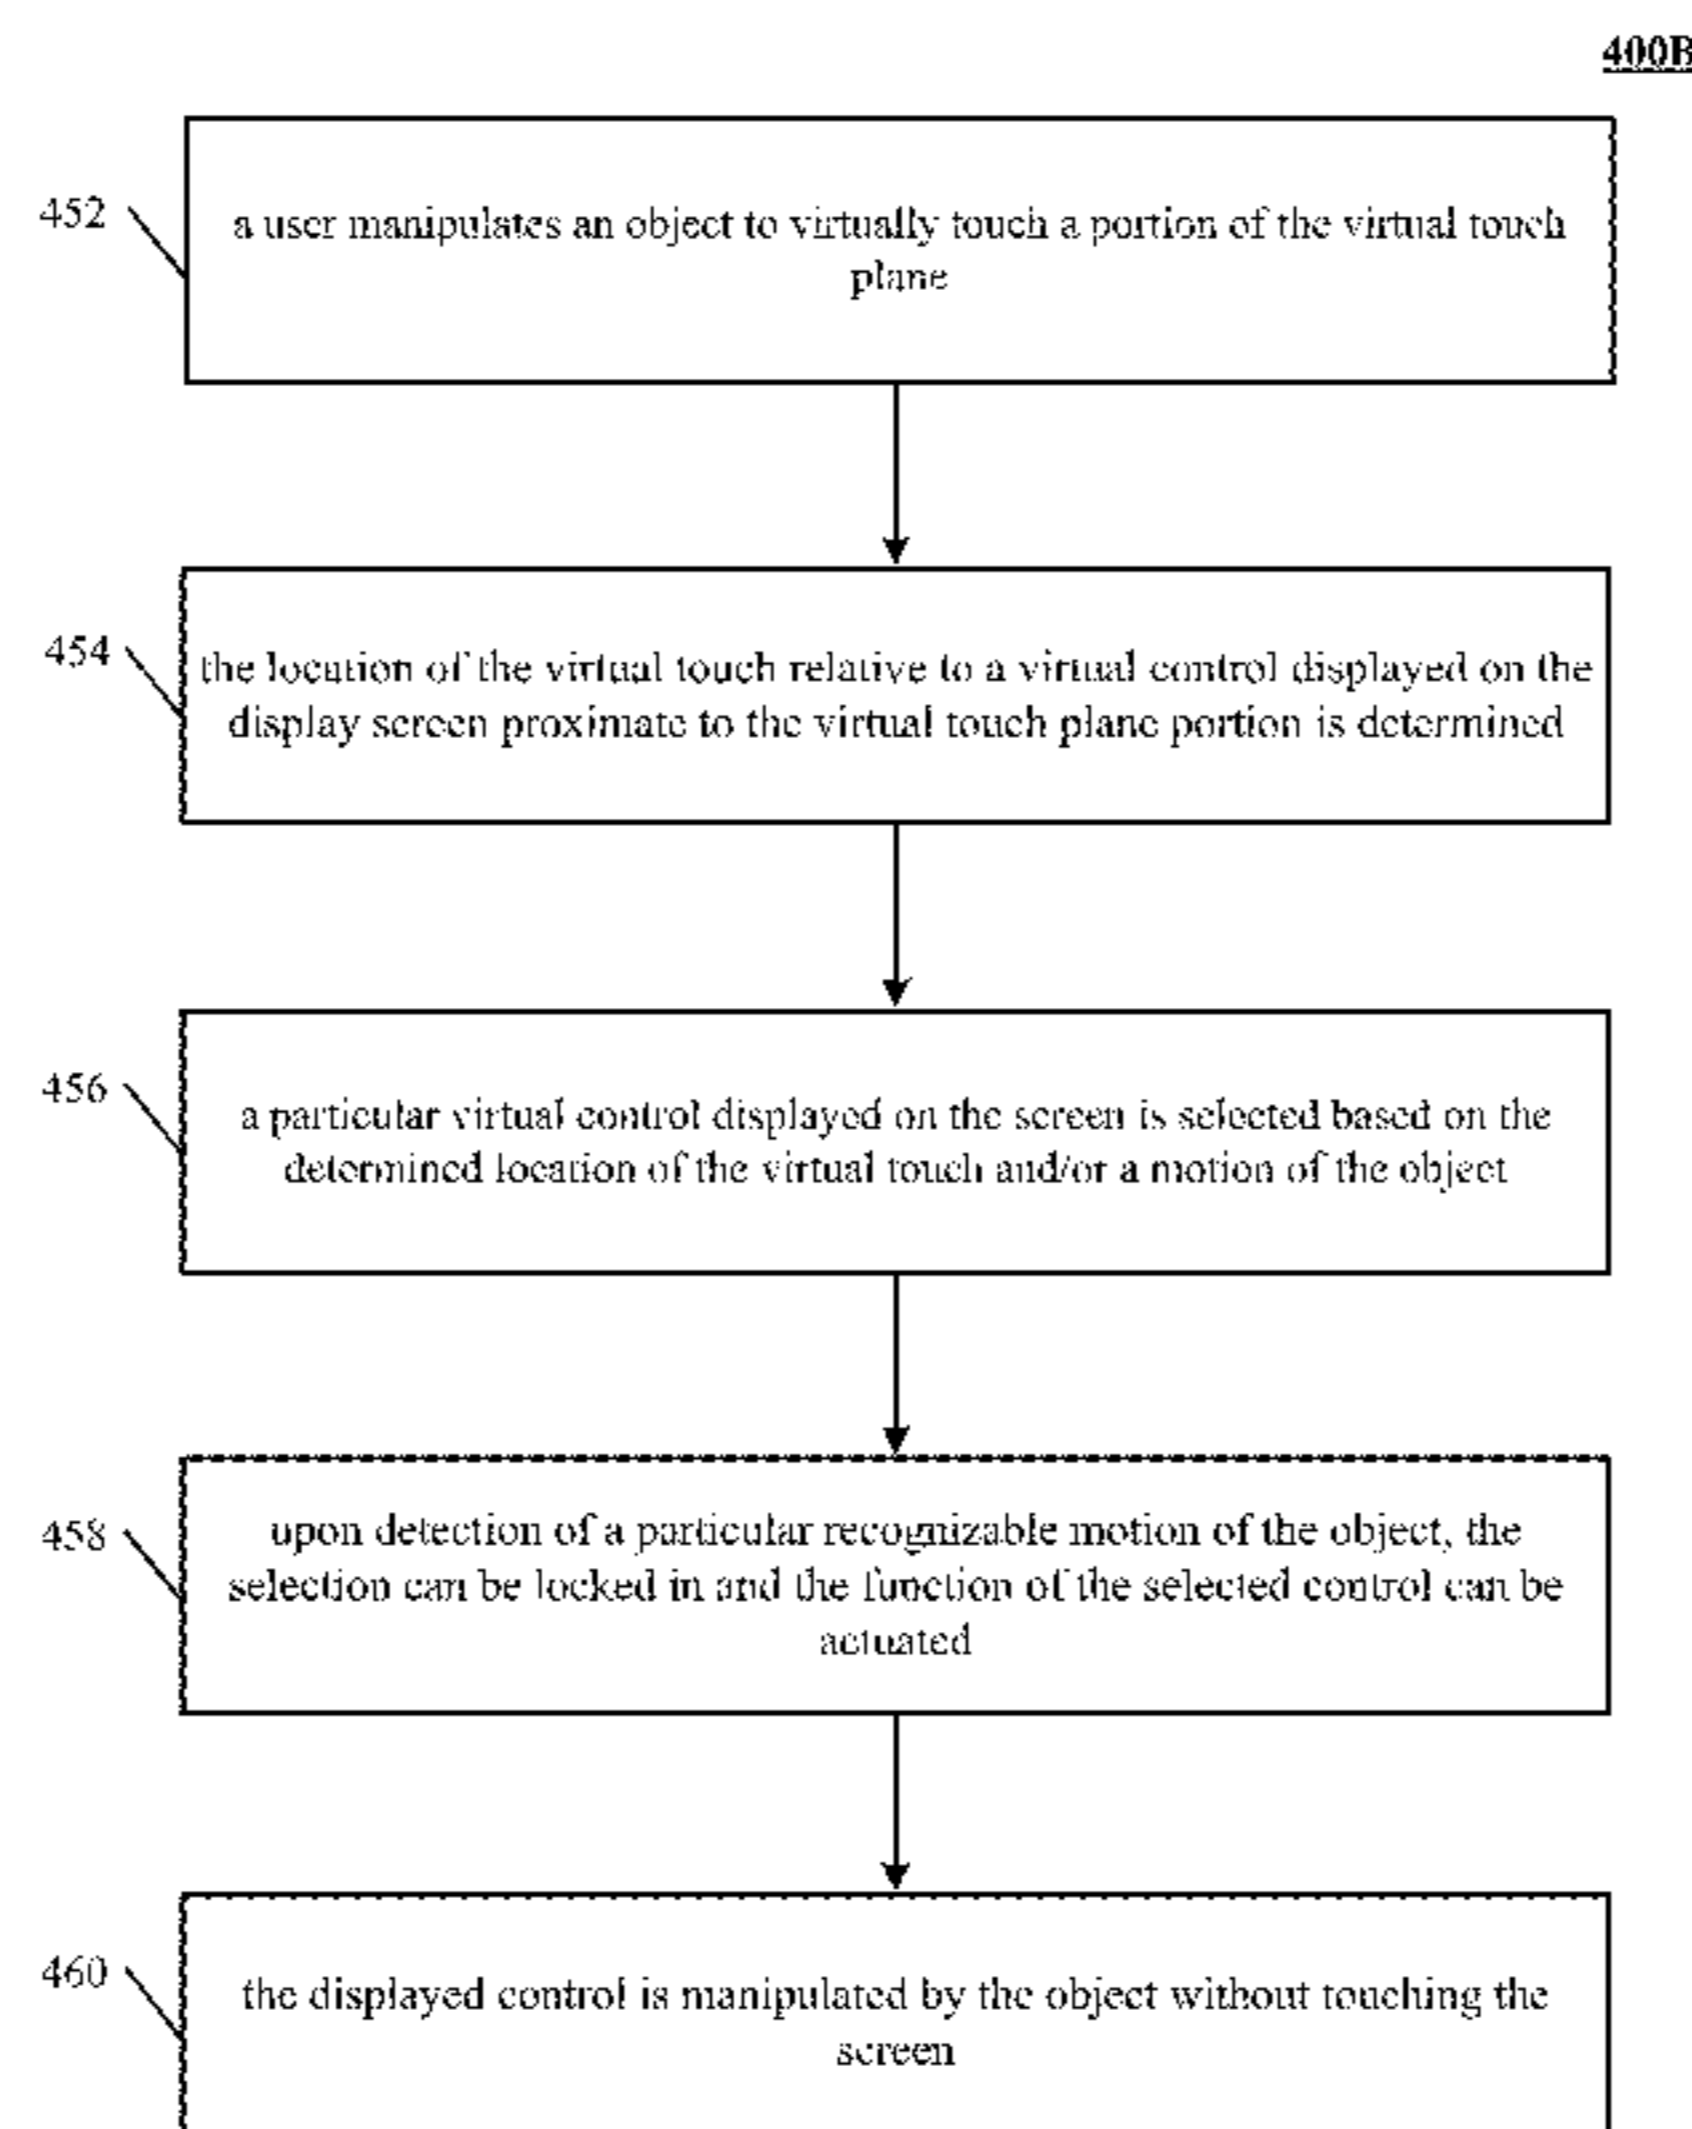 400B
452
a user manipulates an object to virtually touch a portion of the virtual touch
plane
454
the location of the virtual touch relative to a virtual control displayed on the
display screen proximate to the virtual touch plane portion is determined
456
a particular virtual control displayed on the screen is selected based on the
determined location of the virtual touch and/or a motion of the object
458
upon detection of a particular recognizable motion of the object, the
selection can be locked in and the function of the selected control can be
actuated
460
the displayed control is manipulated by the object without touching the
screen